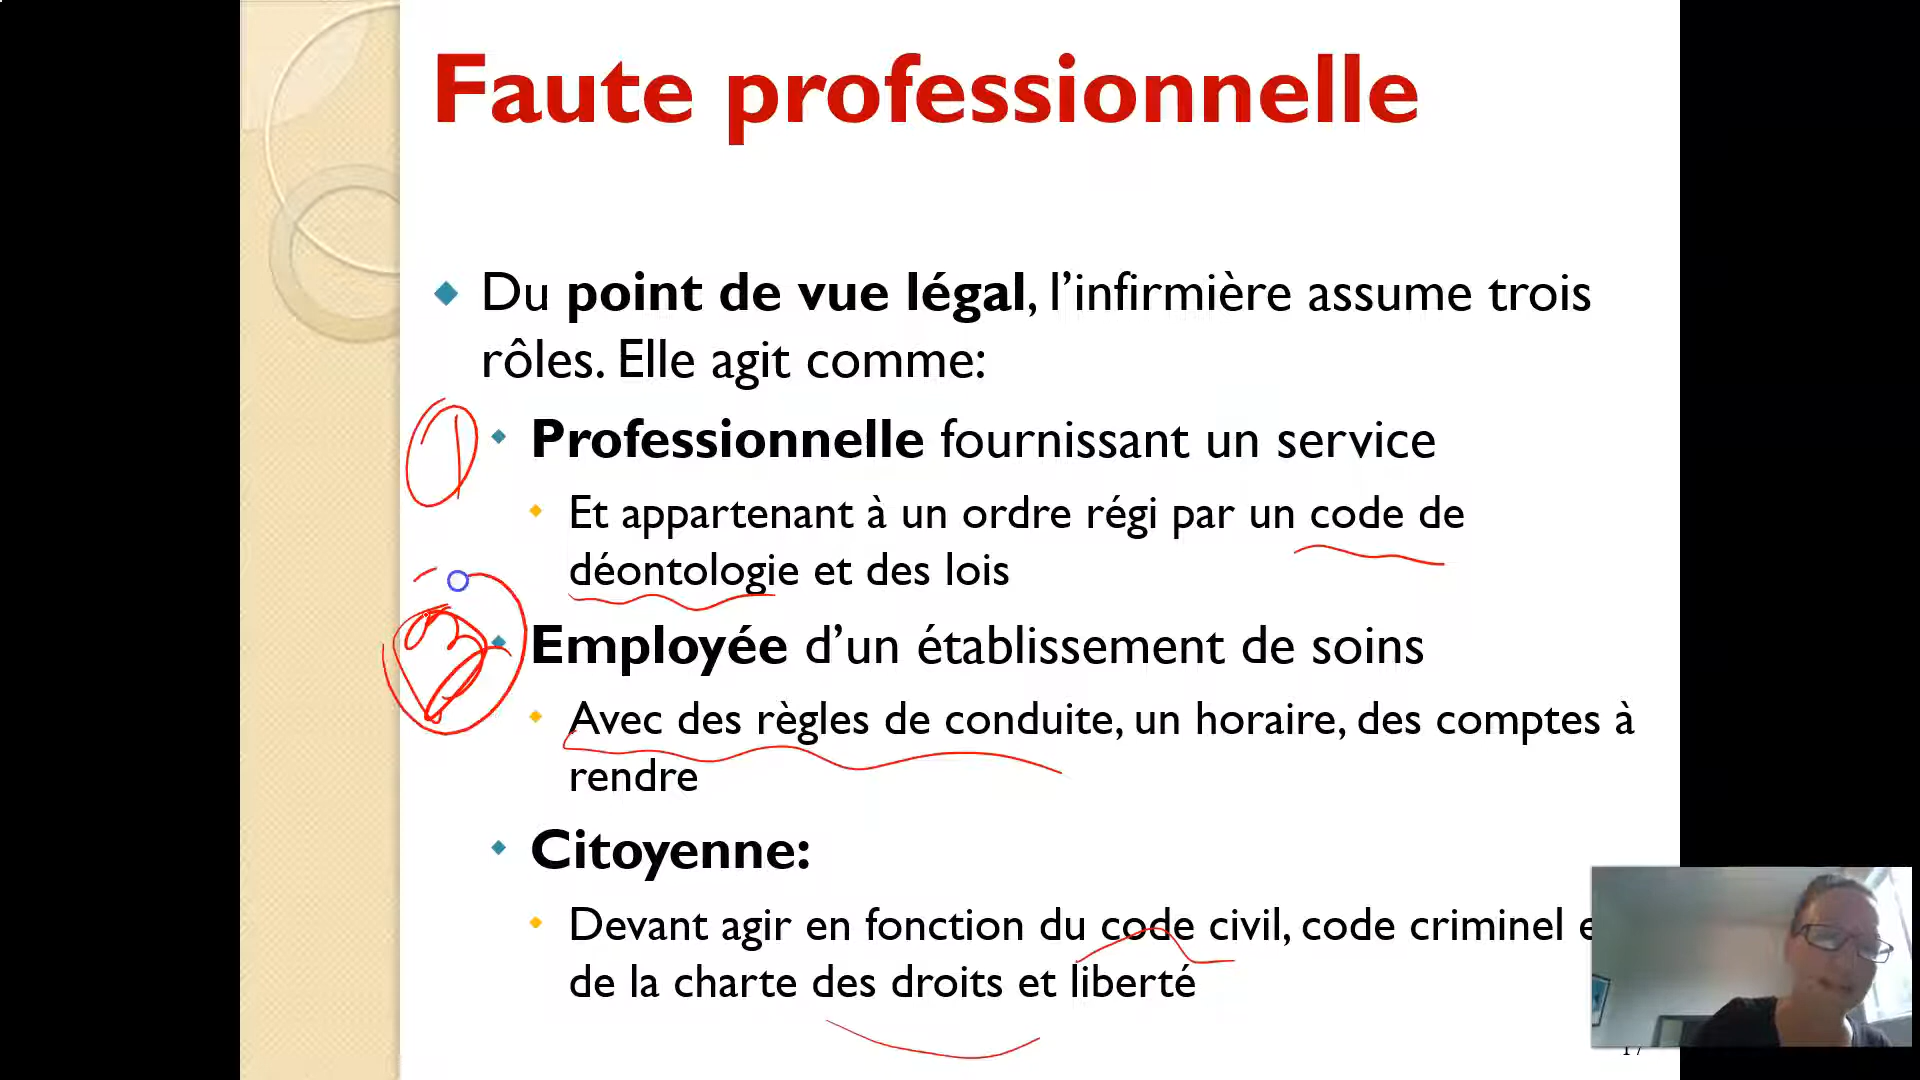 Faute professionnelle
Du point de vue légal, l’infirmière assume trois
rôles. Elle agit comme:
1
Professionnelle fournissant un service
Et appartenant à un ordre régi par un code de
déontologie et des lois
Employée d’un établissement de soins
Avec des règles de conduite, un horaire, des comptes à
rendre
Citoyenne:
Devant agir en fonction du code civil, code criminel
de la charte des droits et liberté